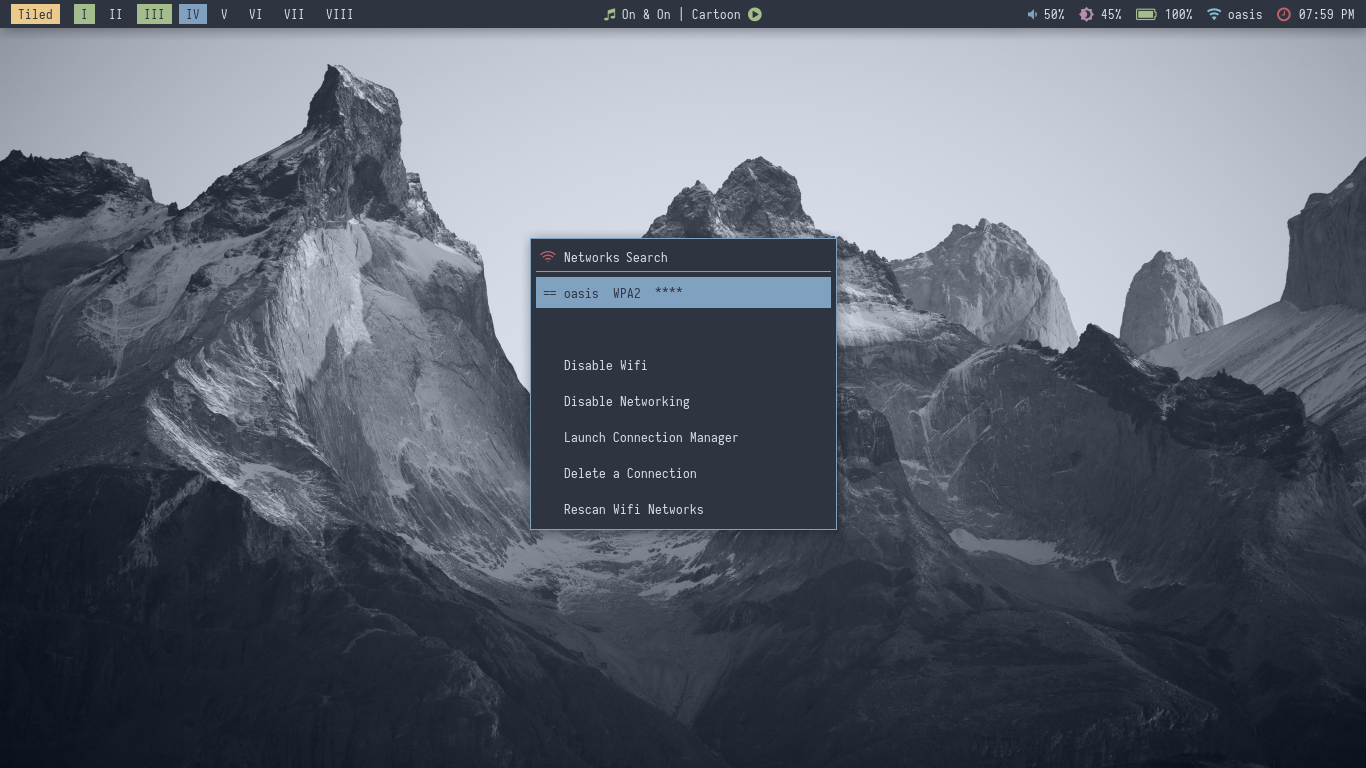 Tiled I II III IV V VI VII VIII On & On | Cartoon 50% 45% 100% oasis 07:59 PM
Networks Search
== oasis WPA2 ****
Disable Wifi
Disable Networking
Launch Connection Manager
Delete a Connection
Rescan Wifi Networks